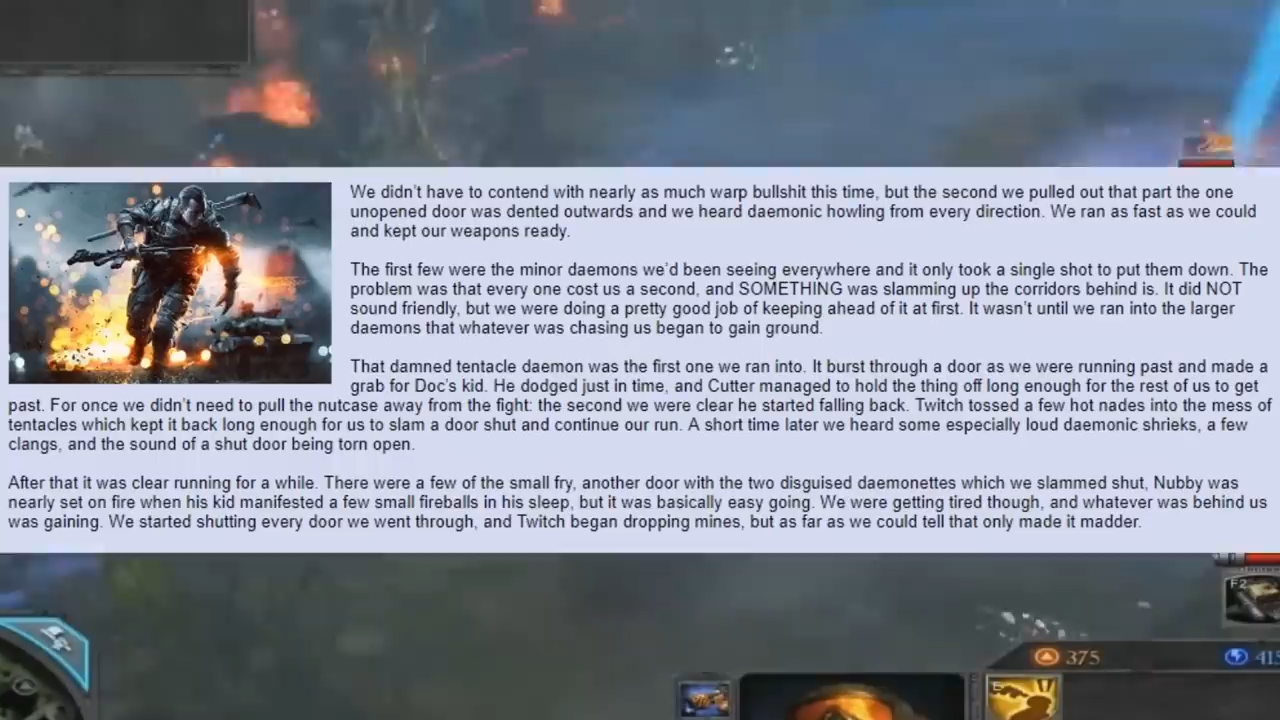 We didn't have to contend with nearly as much warp bullshit this time, but the second we pulled out that part the one
unopened door was dented outwards and we heard daemonic howling from every direction. We ran as fast as we could
and kept our weapons ready.
The first few were the minor daemons we'd been seeing everywhere and it only took a single shot to put them down. The
problem was that every one cost us a second, and SOMETHING was slamming up the corridors behind is. It did NOT
sound friendly, but we were doing a pretty good job of keeping ahead of it at first. It wasn't until we ran into the larger
daemons that whatever was chasing us began to gain ground.
That damned tentacle daemon was the first one we ran into. It burst through a door as we were running past and made a
grab for Doc's kid. He dodged just in time, and Cutter managed to hold the thing off long enough for the rest of us to get
past. For once we didn't need to pull the nutcase away from the fight: the second we were clear he started falling back. Twitch tossed a few hot nades into the mess of
tentacles which kept it back long enough for us to slam a door shut and continue our run. A short time later we heard some especially loud daemonic shrieks, a few
clangs, and the sound of a shut door being torn open.
After that it was clear running for a while. There were a few of the small fry, another door with the two disguised daemonettes which we slammed shut, Nubby was
nearly set on fire when his kid manifested a few small fireballs in his sleep, but it was basically easy going. We were getting tired though, and whatever was behind us
was gaining. We started shutting every door we went through, and Twitch began dropping mines, but as far as we could tell that only made it madder.
F2
375
415